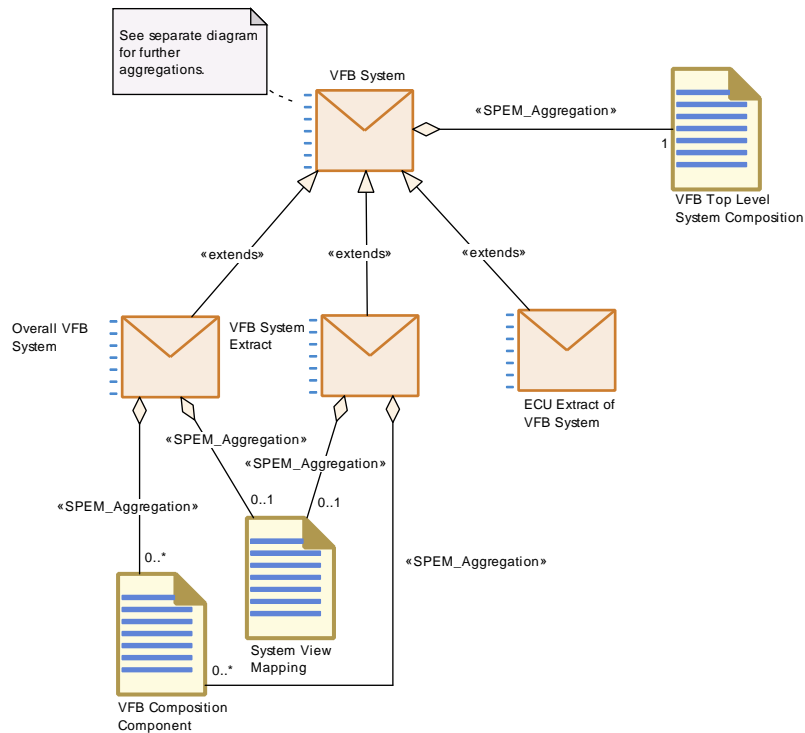 See separate diagram
for further
aggregations.
VFB System
«SPEM_Aggregation»
1
VFB Top Level
System Composition
«extends»
«extends»
«extends»
Overall VFB
System
VFB System
Extract
ECU Extract of
VFB System
«SPEM_Aggregation»
«SPEM_Aggregation»
«SPEM_Aggregation»
0..1
0..1
«SPEM_Aggregation»
0..*
System View
Mapping
0..*
VFB Composition
Component